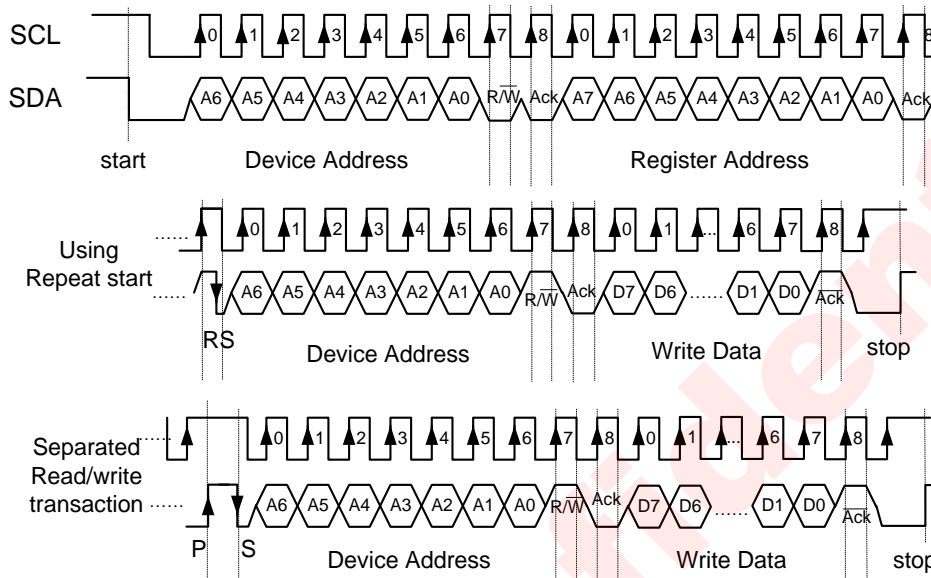 SCL 0 1 2 3 4 5 6 7 8 0 1 2 3 4 5 6 7 8
SDA A6 A5 A4 A3 A2 A1 A0 R/W̅ Ack A7 A6 A5 A4 A3 A2 A1 A0 Ack
start Device Address Register Address
0 1 2 3 4 5 6 7 8 0 1 ... 6 7 8
Using
Repeat start
...... ......
A6 A5 A4 A3 A2 A1 A0 R/W̅ Ack D7 D6 ...... D1 D0 A̅c̅k̅
RS Device Address Write Data stop
0 1 2 3 4 5 6 7 8 0 1 ... 6 7 8
Separated
Read/write
transaction
...... ......
A6 A5 A4 A3 A2 A1 A0 R/W̅ Ack D7 D6 ...... D1 D0 A̅c̅k̅
P S Device Address Write Data stop